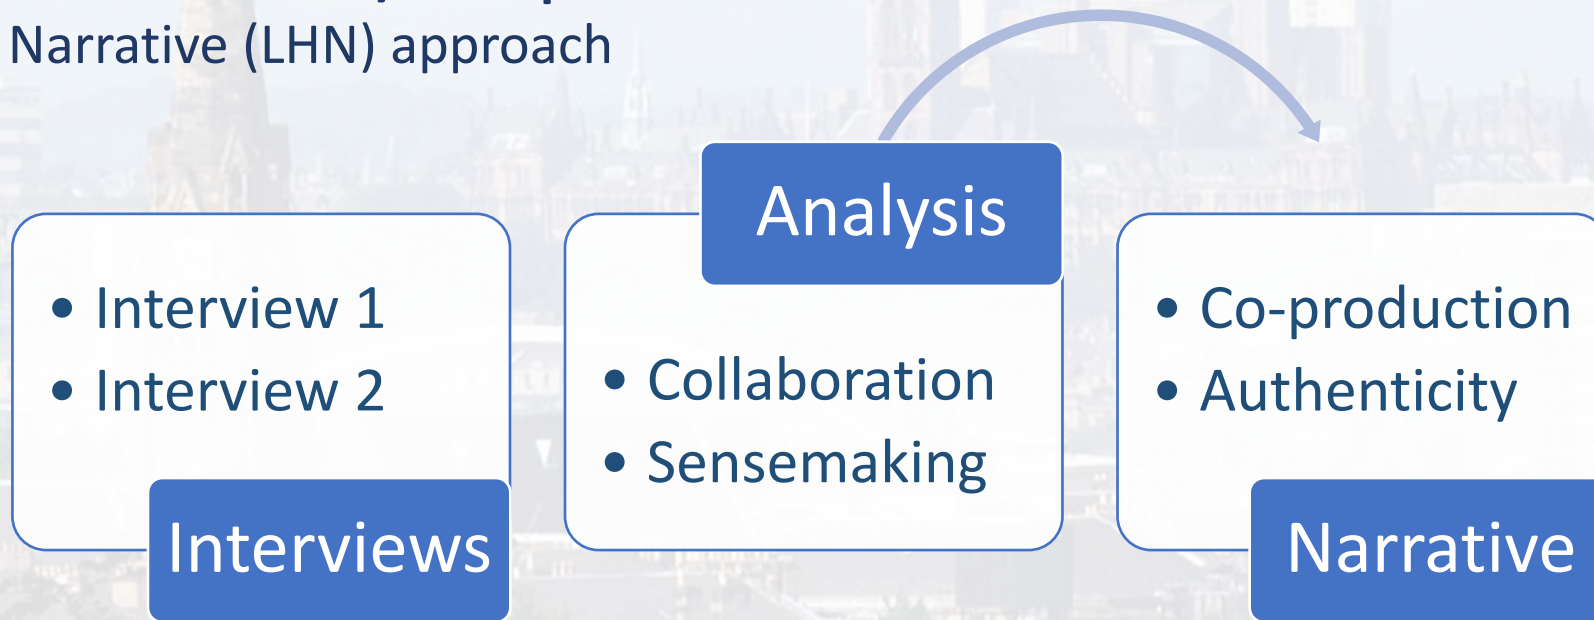 Narrative (LHN) approach
Analysis
• Interview 1
• Interview 2
Interviews
• Collaboration
• Sensemaking
• Co-production
• Authenticity
Narrative